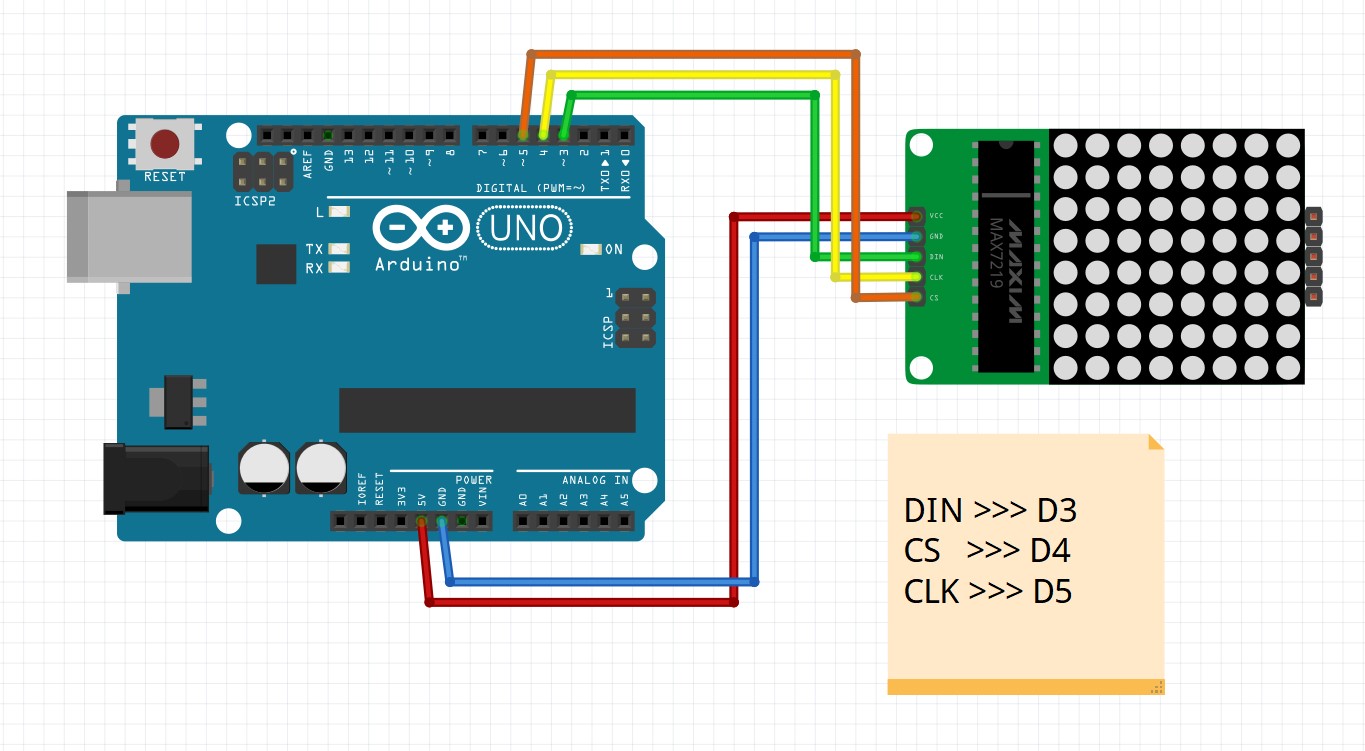 RESET
ICSP2
AREF
GND
13
12
~11
~10
~9
8
7
~6
~5
4
~3
2
TXD▶1
RXD◀0
DIGITAL (PWM=~)
L
TX
RX
UNO
ON
Arduino™
1
ICSP
IOREF
RESET
3V3
5V
GND
GND
VIN
POWER
ANALOG IN
A0
A1
A2
A3
A4
A5
VCC
GND
DIN
CLK
CS
MAXIM
MAX7219
DIN >>> D3
CS >>> D4
CLK >>> D5